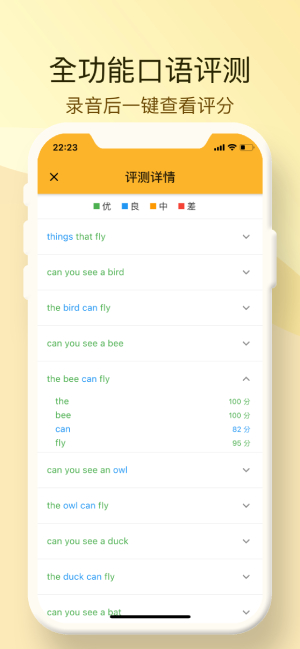 全功能口语评测
录音后一键查看评分
22:23
评测详情
优 良 中 差
things that fly
can you see a bird
the bird can fly
can you see a bee
the bee can fly
the 100 分
bee 100 分
can 82 分
fly 95 分
can you see an owl
the owl can fly
can you see a duck
the duck can fly
can you see a bat